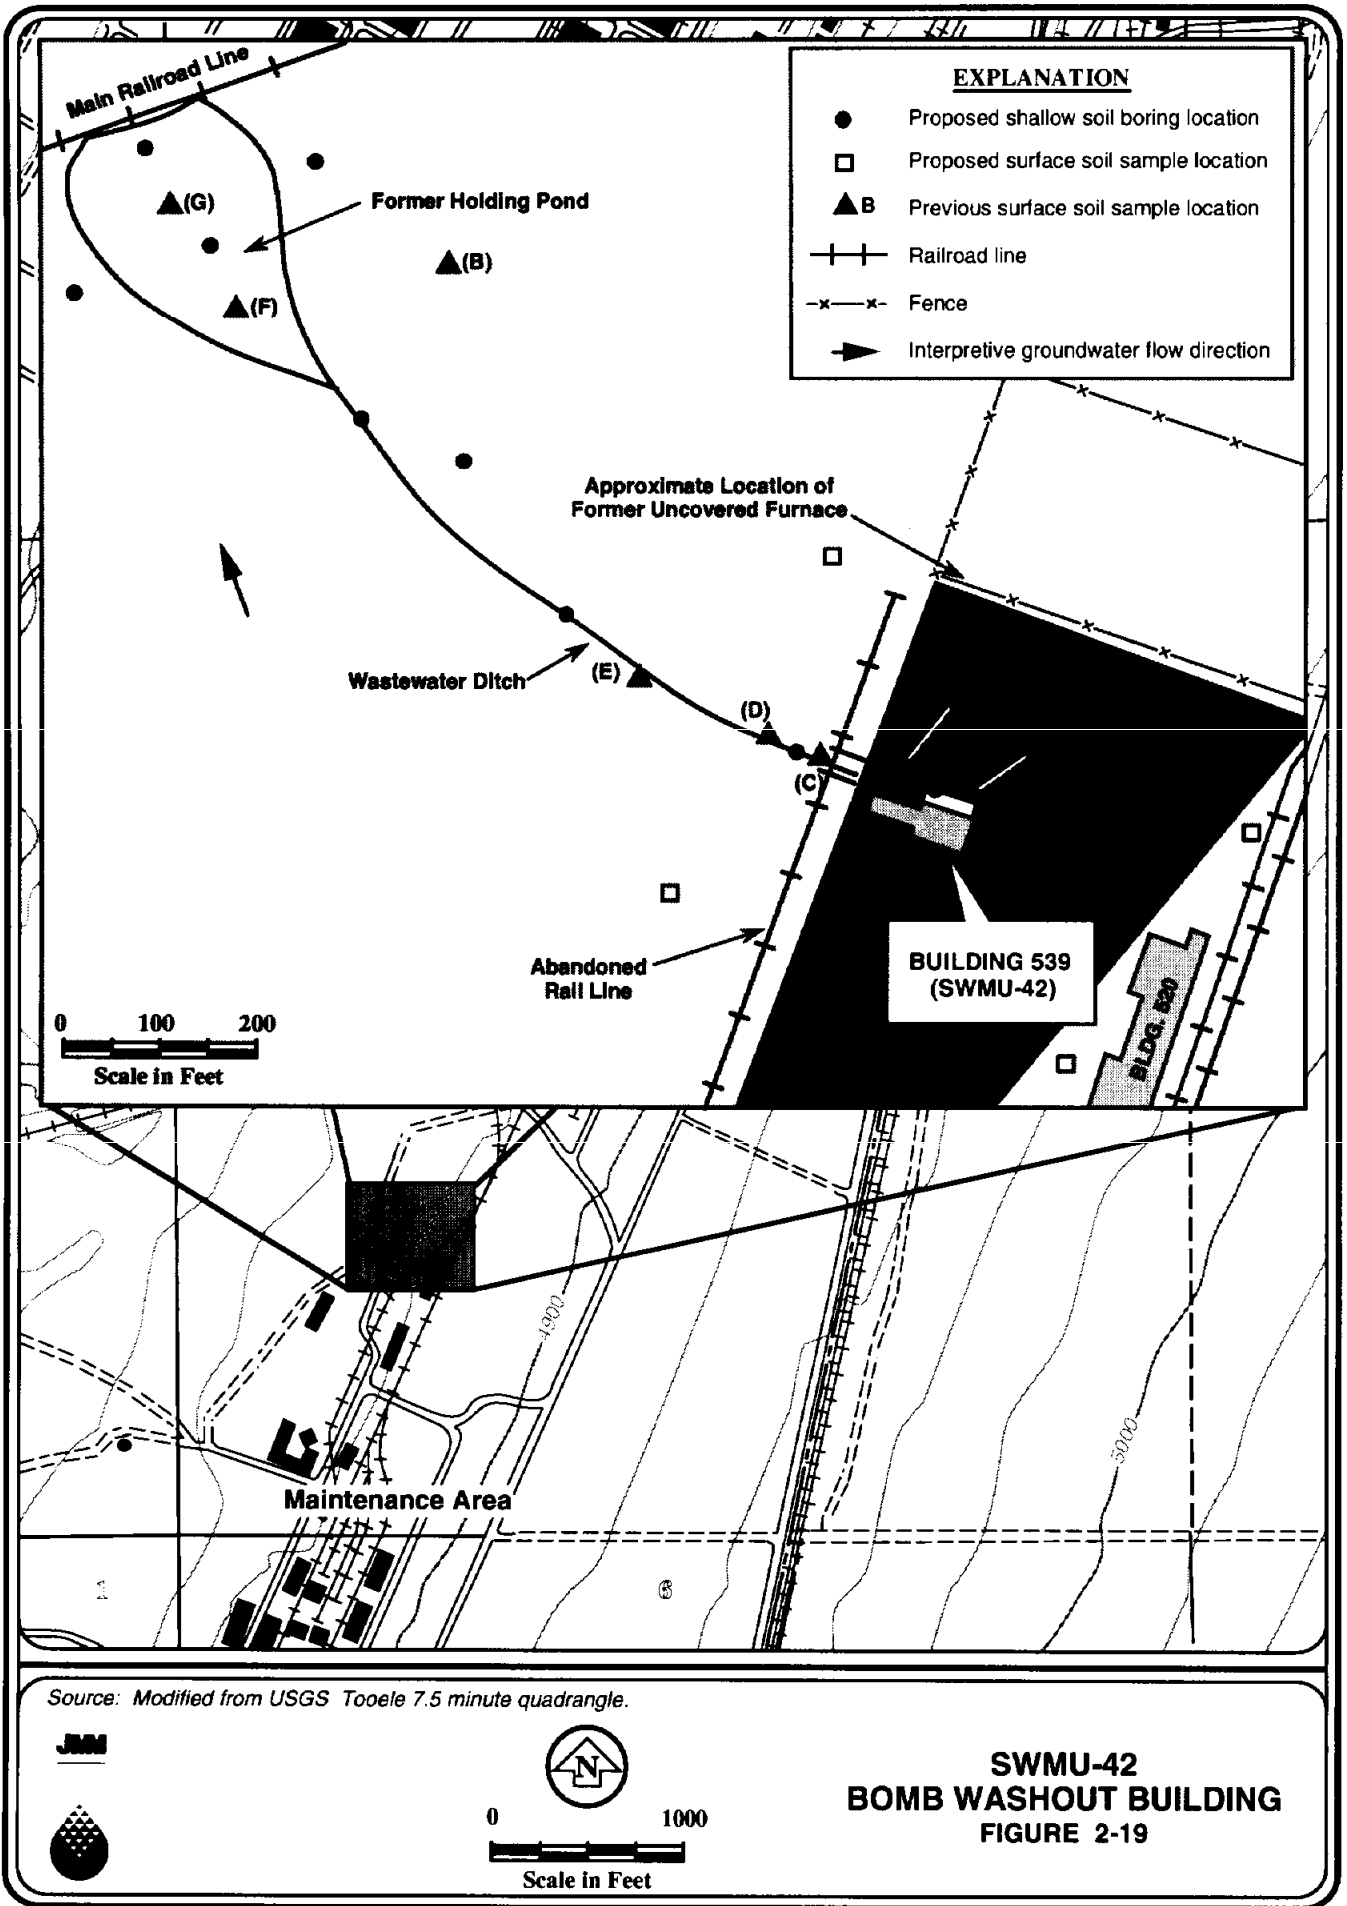 Main Railroad Line
EXPLANATION
Proposed shallow soil boring location
Proposed surface soil sample location
B Previous surface soil sample location
Railroad line
-x—x- Fence
Interpretive groundwater flow direction
(G)
Former Holding Pond
(B)
(F)
Approximate Location of
Former Uncovered Furnace
Wastewater Ditch
(E)
(D)
(C)
BUILDING 539
(SWMU-42)
Abandoned
Rail Line
BLDG. 520
0 100 200
Scale in Feet
4900
5000
Maintenance Area
1
6
Source: Modified from USGS Tooele 7.5 minute quadrangle.
JMM
N
0 1000
Scale in Feet
SWMU-42
BOMB WASHOUT BUILDING
FIGURE 2-19